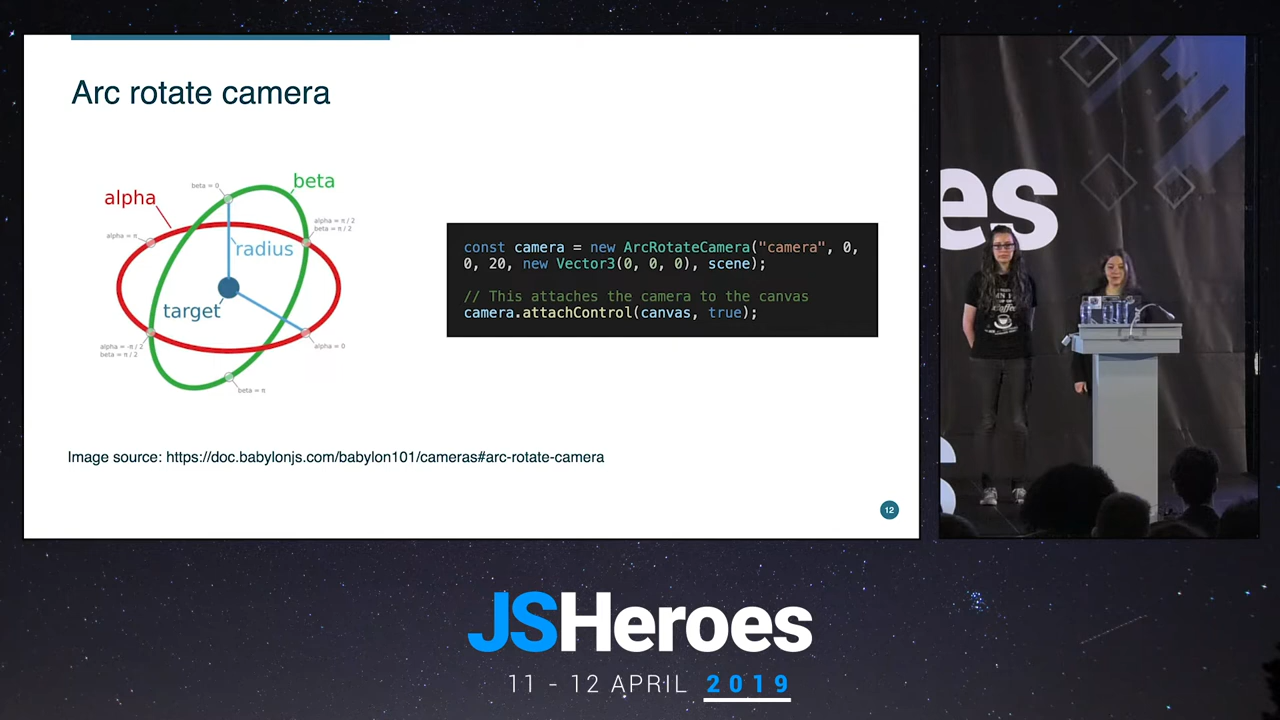 Arc rotate camera
alpha
beta
beta = 0
alpha = π / 2
beta = π / 2
alpha = π
radius
target
alpha = -π / 2
beta = π / 2
alpha = 0
beta = π
const camera = new ArcRotateCamera("camera", 0,
0, 20, new Vector3(0, 0, 0), scene);
// This attaches the camera to the canvas
camera.attachControl(canvas, true);
Image source: https://doc.babylonjs.com/babylon101/cameras#arc-rotate-camera
12
es
JSHeroes
11 - 12 APRIL 2019